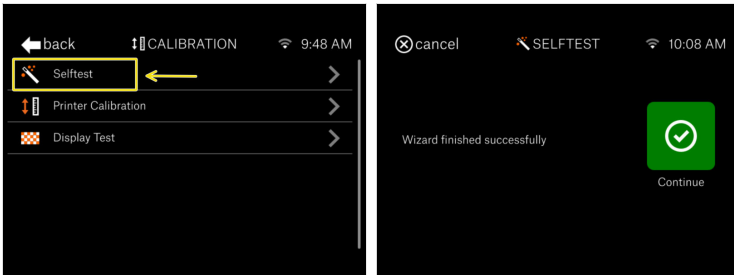 back CALIBRATION 9:48 AM
Selftest
Printer Calibration
Display Test
cancel SELFTEST 10:08 AM
Wizard finished successfully
Continue